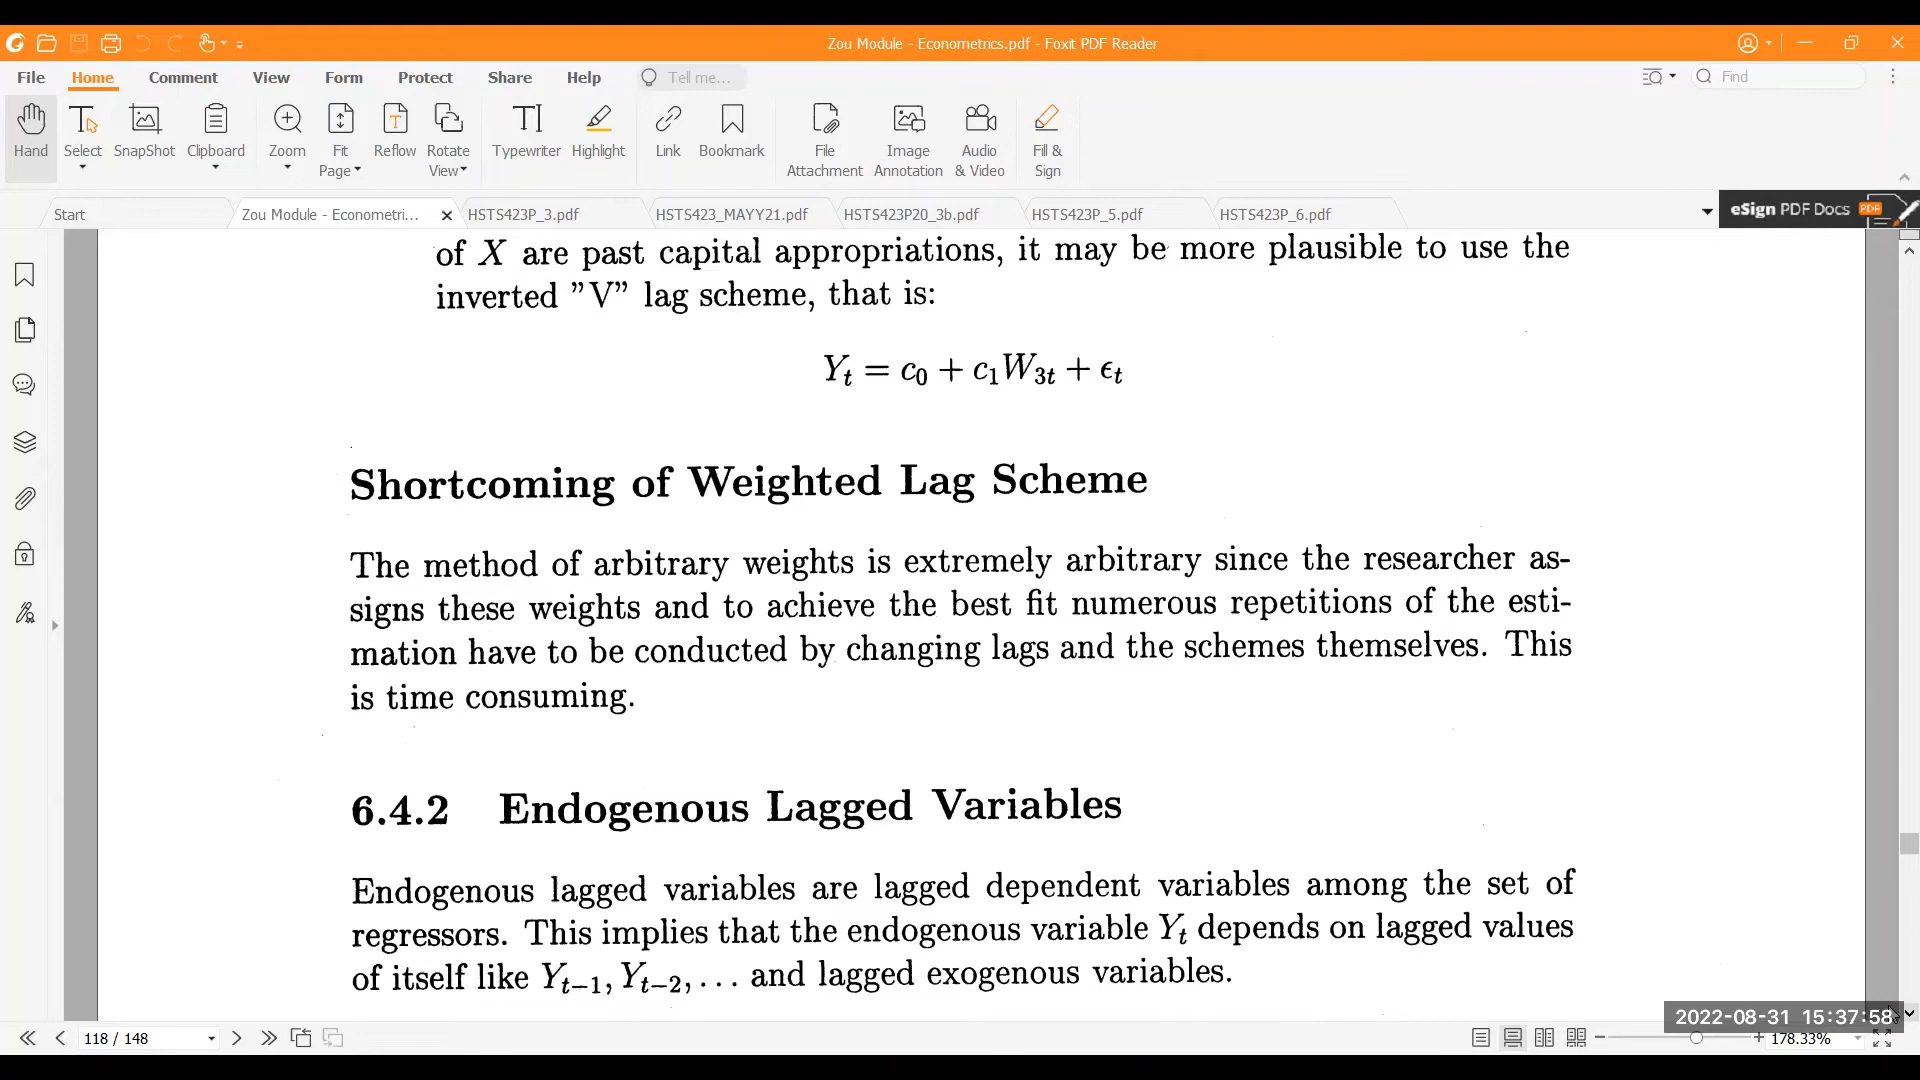 Zou Module - Econometrics.pdf - Foxit PDF Reader
File Home Comment View Form Protect Share Help Tell me... Find
Hand Select SnapShot Clipboard Zoom Fit Page Reflow Rotate View Typewriter Highlight Link Bookmark File Attachment Image Annotation Audio & Video Fill & Sign
Start Zou Module - Econometri... HSTS423P_3.pdf HSTS423_MAYY21.pdf HSTS423P20_3b.pdf HSTS423P_5.pdf HSTS423P_6.pdf eSign PDF Docs PDF
of X are past capital appropriations, it may be more plausible to use the
inverted ”V” lag scheme, that is:
Yₜ = c₀ + c₁W₃ₜ + ϵₜ
Shortcoming of Weighted Lag Scheme
The method of arbitrary weights is extremely arbitrary since the researcher as-
signs these weights and to achieve the best fit numerous repetitions of the esti-
mation have to be conducted by changing lags and the schemes themselves. This
is time consuming.
6.4.2 Endogenous Lagged Variables
Endogenous lagged variables are lagged dependent variables among the set of
regressors. This implies that the endogenous variable Yₜ depends on lagged values
of itself like Yₜ₋₁, Yₜ₋₂, ... and lagged exogenous variables.
2022-08-31 15:37:58
118 / 148 178.33%